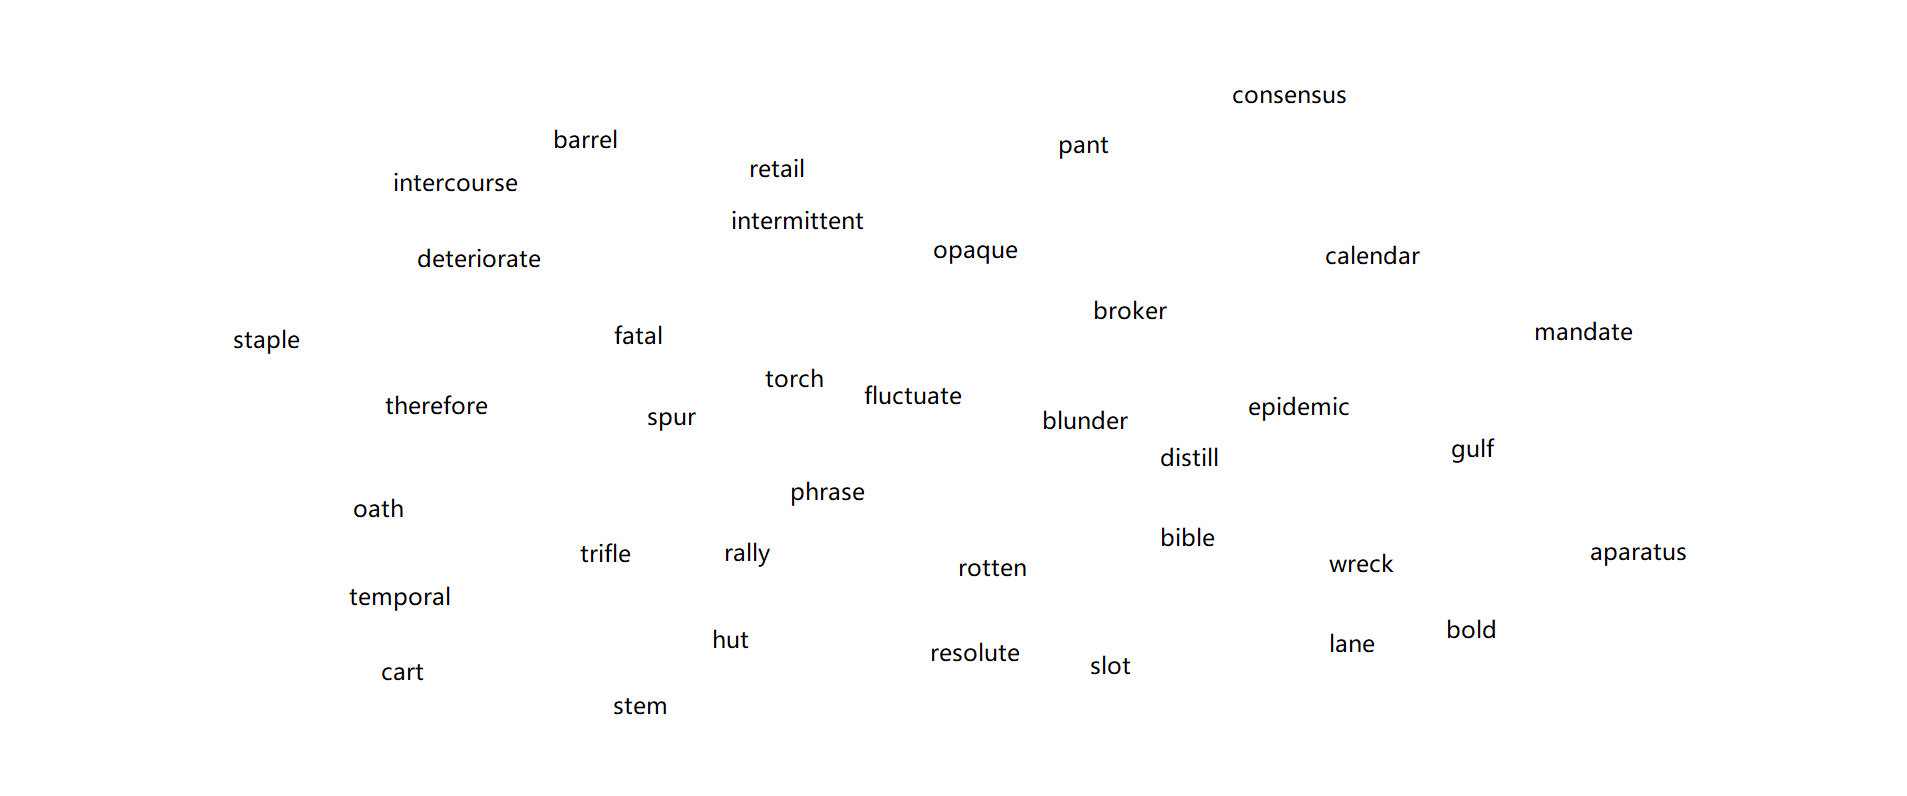 consensus
barrel
pant
retail
intercourse
intermittent
opaque
calendar
deteriorate
broker
mandate
staple
fatal
torch
fluctuate
therefore
epidemic
spur
blunder
gulf
distill
phrase
oath
bible
trifle
rally
aparatus
wreck
rotten
temporal
bold
hut
lane
resolute
slot
cart
stem